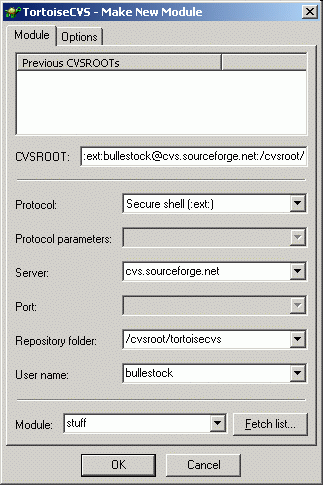 TortoiseCVS - Make New Module
Module
Options
Previous CVSROOTs
CVSROOT: :ext:bullestock@cvs.sourceforge.net:/cvsroot/
Protocol: Secure shell (:ext:)
Protocol parameters:
Server: cvs.sourceforge.net
Port:
Repository folder: /cvsroot/tortoisecvs
User name: bullestock
Module: stuff Fetch list...
OK Cancel